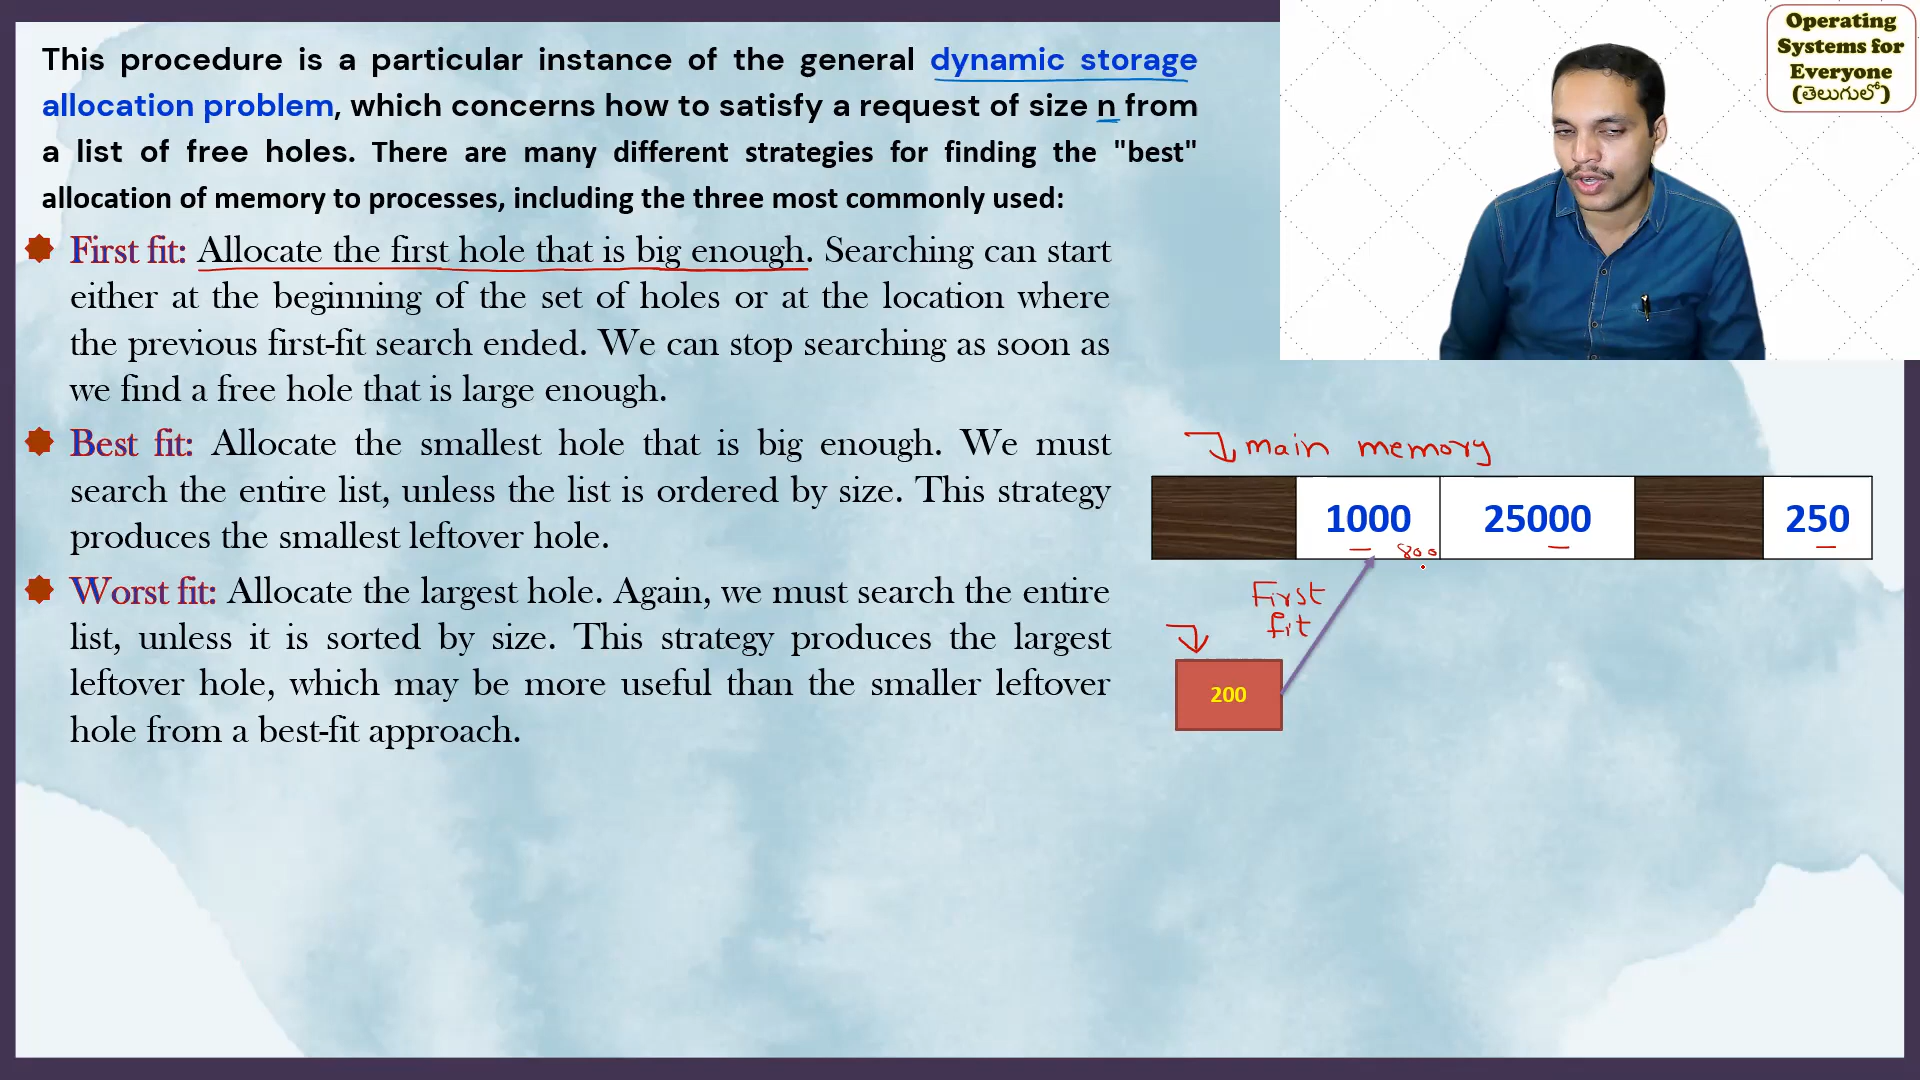 This procedure is a particular instance of the general dynamic storage
allocation problem, which concerns how to satisfy a request of size n from
a list of free holes. There are many different strategies for finding the "best"
allocation of memory to processes, including the three most commonly used:
First fit: Allocate the first hole that is big enough. Searching can start
either at the beginning of the set of holes or at the location where
the previous first-fit search ended. We can stop searching as soon as
we find a free hole that is large enough.
Best fit: Allocate the smallest hole that is big enough. We must
search the entire list, unless the list is ordered by size. This strategy
produces the smallest leftover hole.
Worst fit: Allocate the largest hole. Again, we must search the entire
list, unless it is sorted by size. This strategy produces the largest
leftover hole, which may be more useful than the smaller leftover
hole from a best-fit approach.
Operating
Systems for
Everyone
(తెలుగులో)
main memory
1000 25000 250
800
First
fit
200